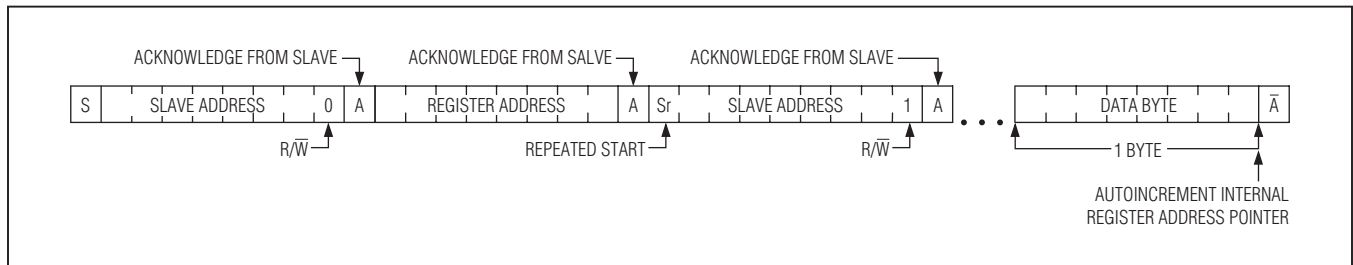 ACKNOWLEDGE FROM SLAVE ACKNOWLEDGE FROM SALVE ACKNOWLEDGE FROM SLAVE
S SLAVE ADDRESS 0 A REGISTER ADDRESS A Sr SLAVE ADDRESS 1 A ... DATA BYTE A̅
R/W̅ REPEATED START R/W̅ 1 BYTE
AUTOINCREMENT INTERNAL
REGISTER ADDRESS POINTER